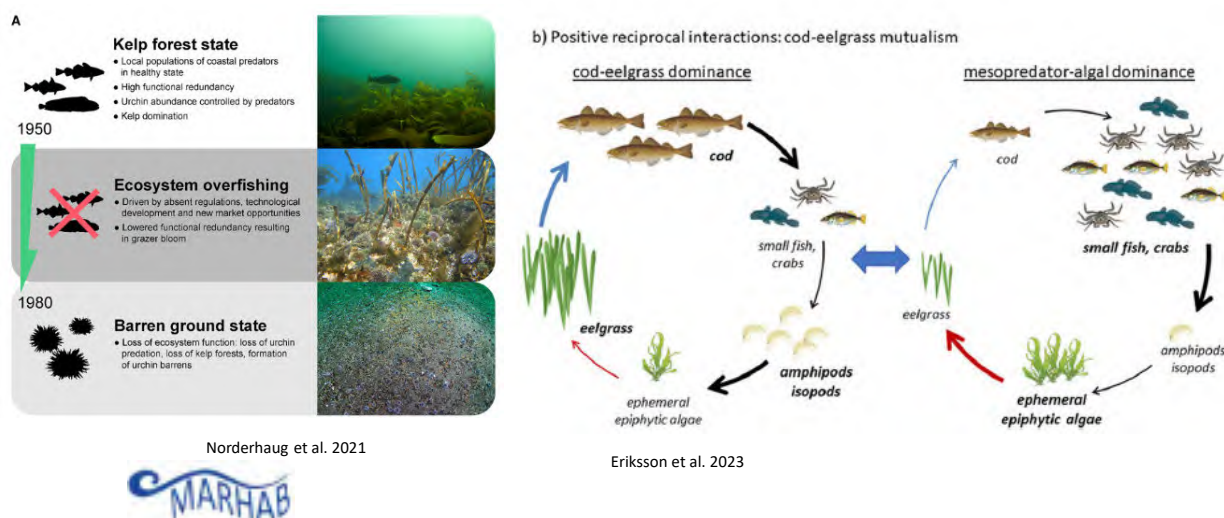 A
Kelp forest state
● Local populations of coastal predators
in healthy state
● High functional redundancy
● Urchin abundance controlled by predators
● Kelp domination
1950
Ecosystem overfishing
● Driven by absent regulations, technological
development and new market opportunities
● Lowered functional redundancy resulting
in grazer bloom
1980
Barren ground state
● Loss of ecosystem function: loss of urchin
predation, loss of kelp forests, formation
of urchin barrens
Norderhaug et al. 2021
MARHAB
b) Positive reciprocal interactions: cod-eelgrass mutualism
cod-eelgrass dominance
cod
small fish,
crabs
eelgrass
amphipods
isopods
ephemeral
epiphytic algae
mesopredator-algal dominance
cod
small fish, crabs
eelgrass
amphipods
isopods
ephemeral
epiphytic algae
Eriksson et al. 2023